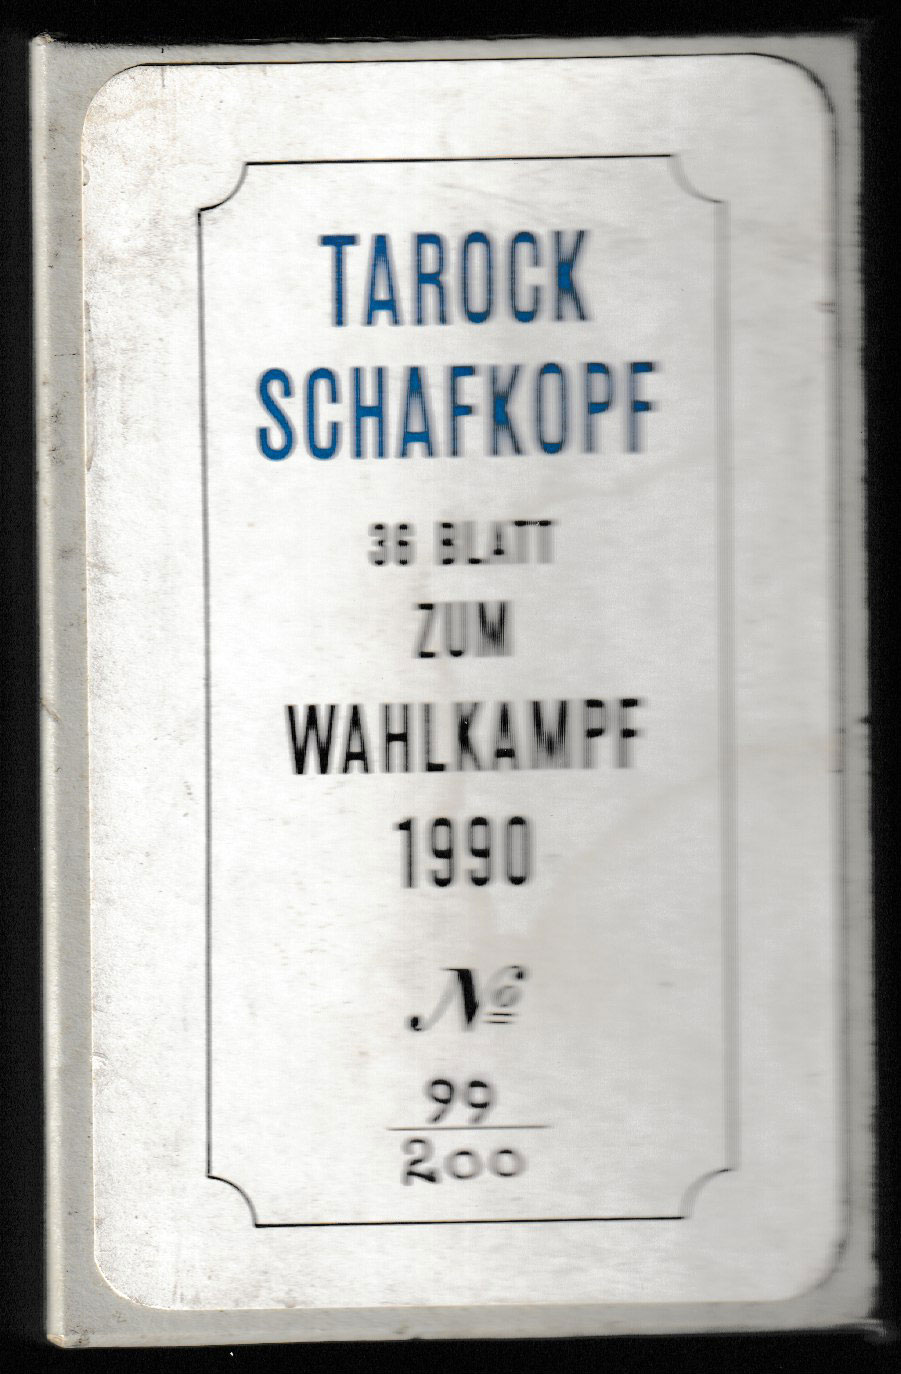 TAROCK
SCHAFKOPF
36 BLATT
ZUM
WAHLKAMPF
1990
No
99
200